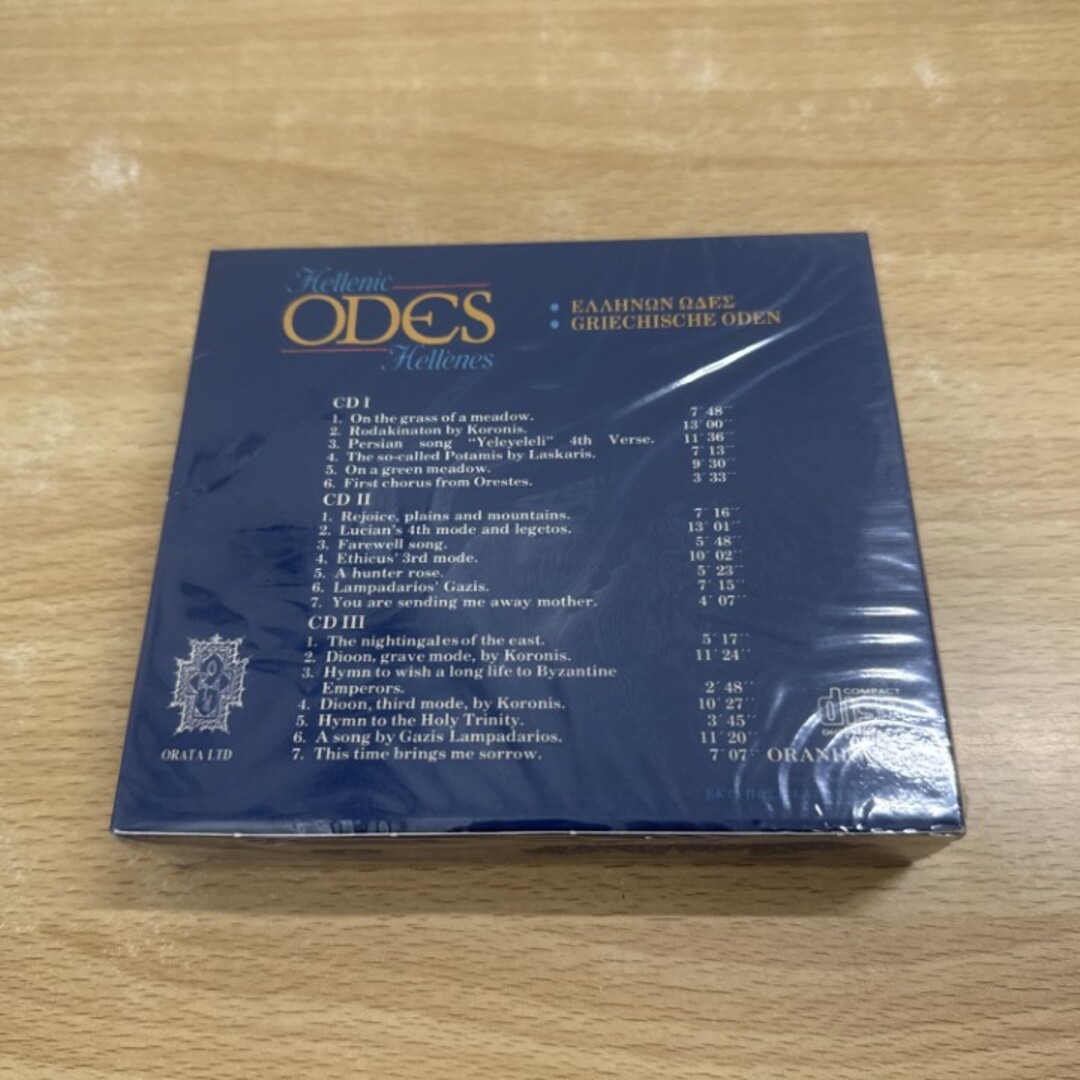 Hellenic
ODES
Hellènes
• ΕΛΛΗΝΩΝ ΩΔΕΣ
• GRIECHISCHE ODEN
CD I
1. On the grass of a meadow. 7΄ 48΄΄
2. Rodakinaton by Koronis. 13΄ 00΄΄
3. Persian song "Yeleyeleli" 4th Verse. 11΄ 36΄΄
4. The so-called Potamis by Laskaris. 7΄ 13΄΄
5. On a green meadow. 9΄ 30΄΄
6. First chorus from Orestes. 3΄ 33΄΄
CD II
1. Rejoice, plains and mountains. 7΄ 16΄΄
2. Lucian's 4th mode and legetos. 13΄ 01΄΄
3. Farewell song. 5΄ 48΄΄
4. Ethicus' 3rd mode. 10΄ 02΄΄
5. A hunter rose. 5΄ 23΄΄
6. Lampadarios' Gazis. 7΄ 15΄΄
7. You are sending me away mother. 4΄ 07΄΄
CD III
1. The nightingales of the east. 5΄ 17΄΄
2. Dioon, grave mode, by Koronis. 11΄ 24΄΄
3. Hymn to wish a long life to Byzantine
Emperors. 2΄ 48΄΄
4. Dioon, third mode, by Koronis. 10΄ 27΄΄
5. Hymn to the Holy Trinity. 3΄ 45΄΄
6. A song by Gazis Lampadarios. 11΄ 20΄΄
7. This time brings me sorrow. 7΄ 07΄΄
ORATA LTD
COMPACT
disc